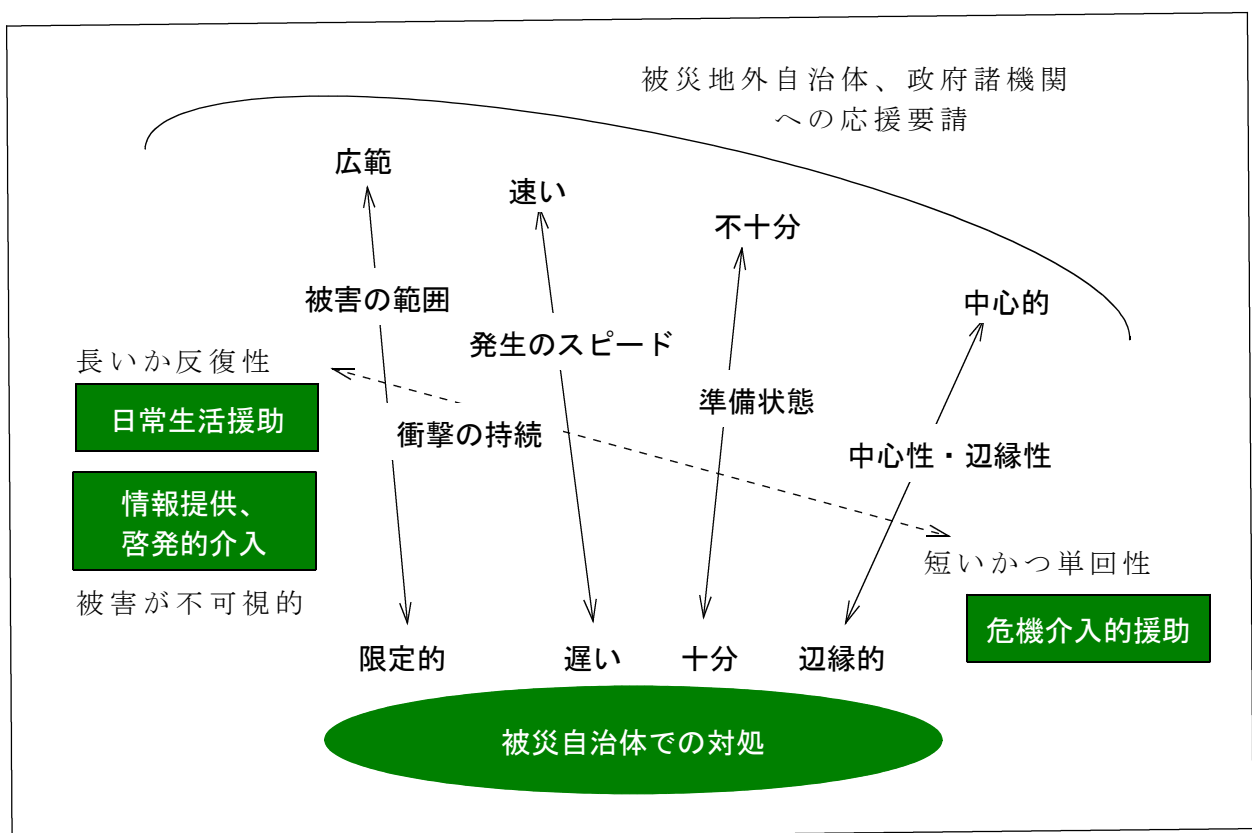 被災地外自治体、政府諸機関
への応援要請
広範
速い
不十分
中心的
被害の範囲
発生のスピード
準備状態
中心性・辺縁性
長いか反復性
日常生活援助
衝撃の持続
情報提供、
啓発的介入
被害が不可視的
短いかつ単回性
危機介入的援助
限定的
遅い
十分
辺縁的
被災自治体での対処